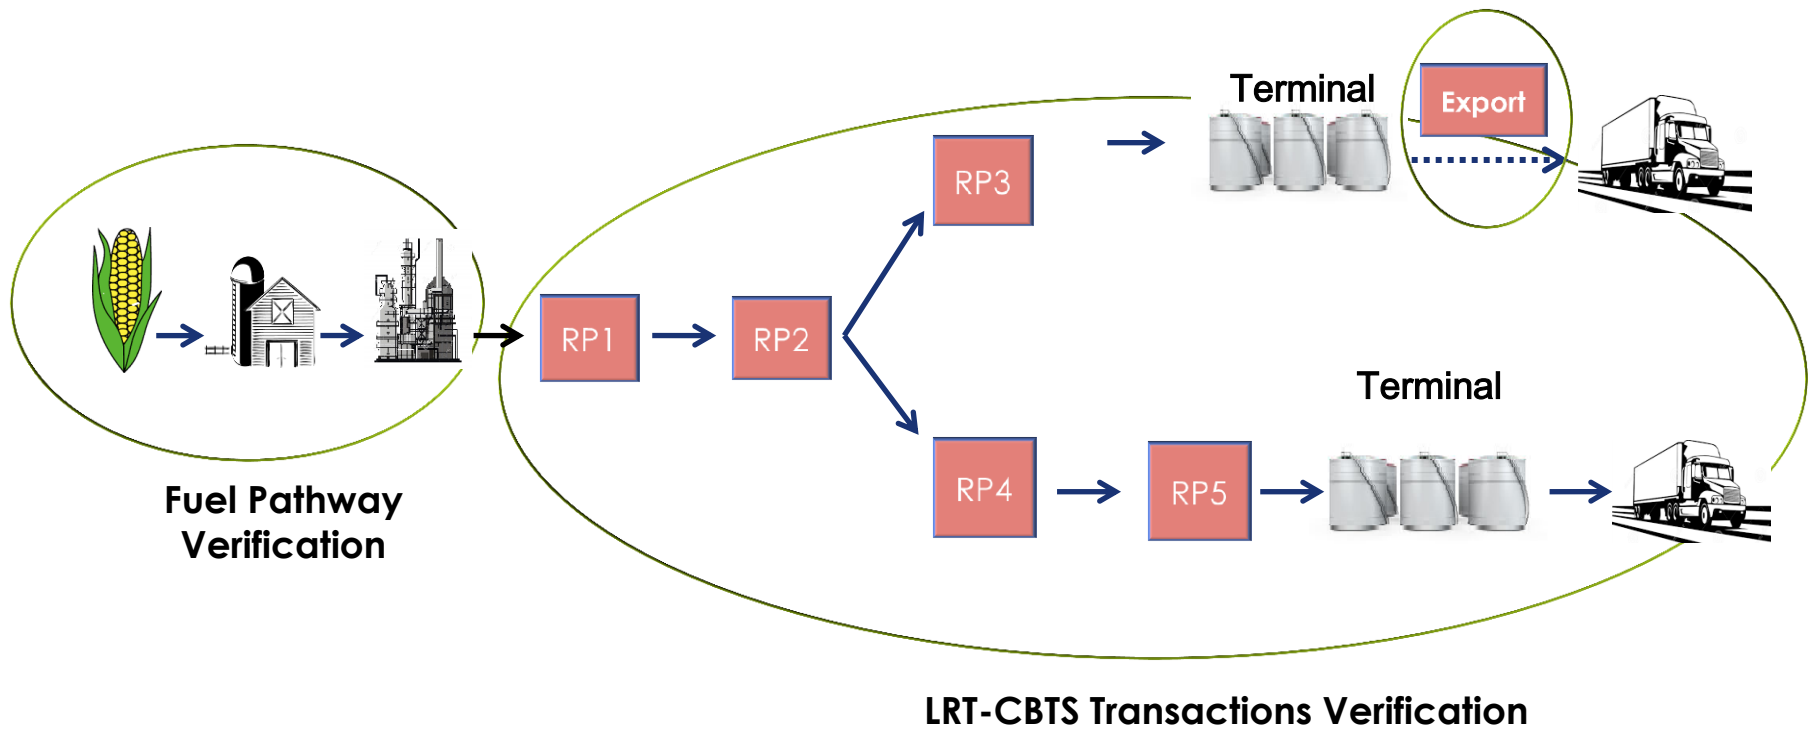 Terminal
Export
RP3
RP1
RP2
Terminal
RP4
RP5
Fuel Pathway
Verification
LRT-CBTS Transactions Verification